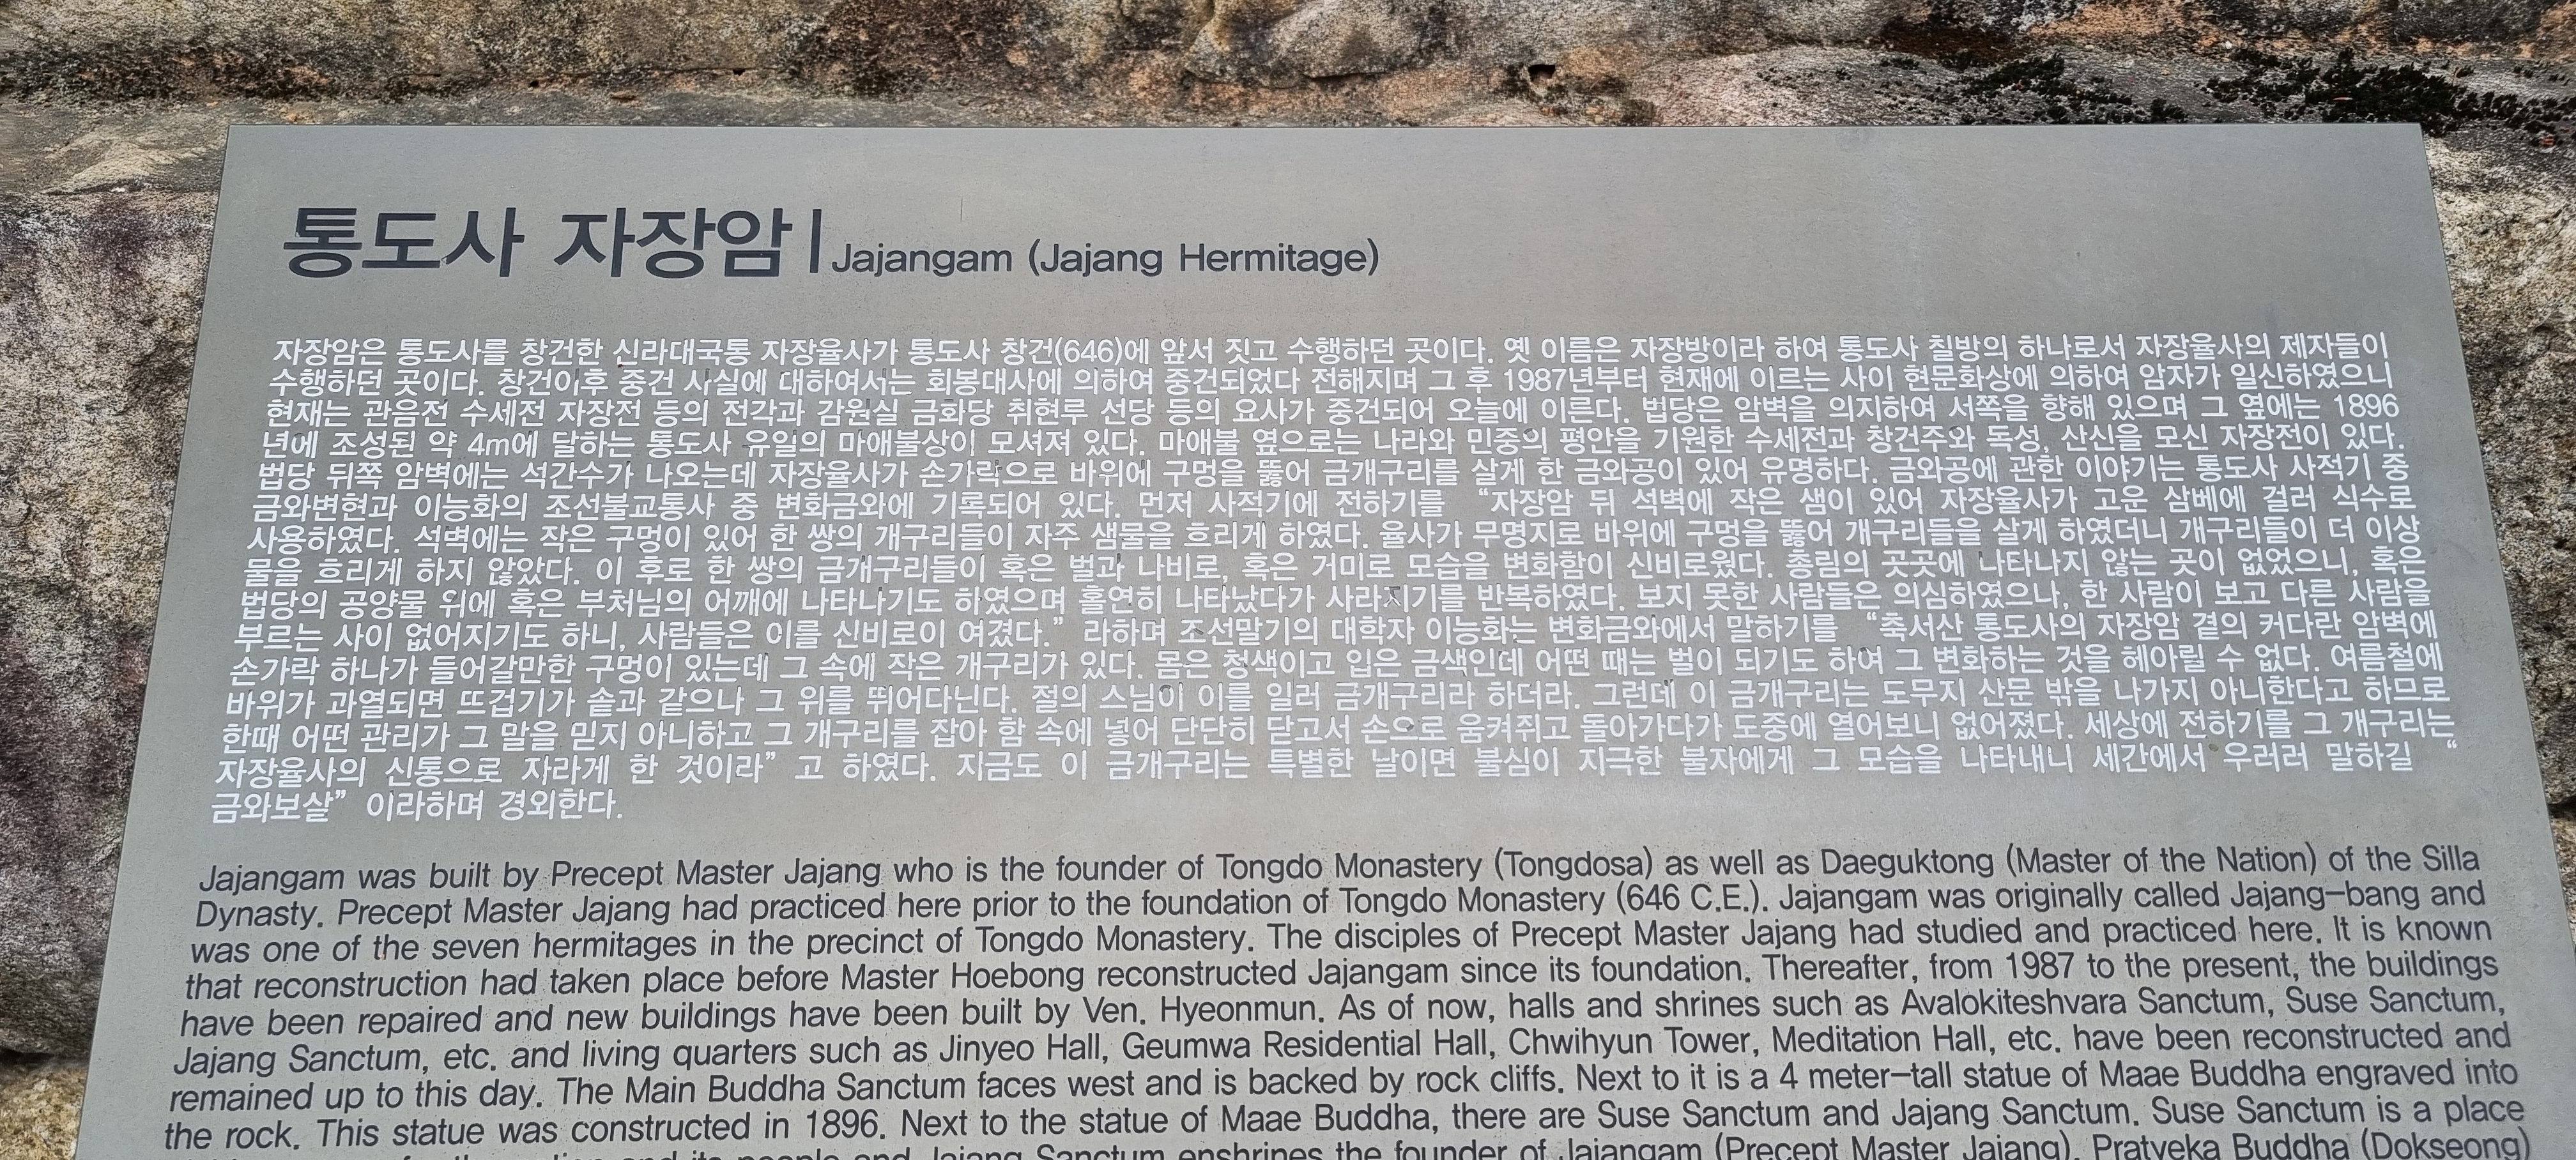 통도사 자장암 | Jajangam (Jajang Hermitage)
자장암은 통도사를 창건한 신라대국통 자장율사가 통도사 창건(646)에 앞서 짓고 수행하던 곳이다. 옛 이름은 자장방이라 하여 통도사 칠방의 하나로서 자장율사의 제자들이
수행하던 곳이다. 창건이후 중건 사실에 대하여서는 회봉대사에 의하여 중건되었다 전해지며 그 후 1987년부터 현재에 이르는 사이 현문화상에 의하여 암자가 일신하였으니
현재는 관음전 수세전 자장전 등의 전각과 감원실 금화당 취현루 선당 등의 요사가 중건되어 오늘에 이른다. 법당은 암벽을 의지하여 서쪽을 향해 있으며 그 옆에는 1896
년에 조성된 약 4m에 달하는 통도사 유일의 마애불상이 모셔져 있다. 마애불 옆으로는 나라와 민중의 평안을 기원한 수세전과 창건주와 독성, 산신을 모신 자장전이 있다.
법당 뒤쪽 암벽에는 석간수가 나오는데 자장율사가 손가락으로 바위에 구멍을 뚫어 금개구리를 살게 한 금와공이 있어 유명하다. 금와공에 관한 이야기는 통도사 사적기 중
금와변현과 이능화의 조선불교통사 중 변화금와에 기록되어 있다. 먼저 사적기에 전하기를 “자장암 뒤 석벽에 작은 샘이 있어 자장율사가 고운 삼베에 걸러 식수로
사용하였다. 석벽에는 작은 구멍이 있어 한 쌍의 개구리들이 자주 샘물을 흐리게 하였다. 율사가 무명지로 바위에 구멍을 뚫어 개구리들을 살게 하였더니 개구리들이 더 이상
물을 흐리게 하지 않았다. 이 후로 한 쌍의 금개구리들이 혹은 벌과 나비로, 혹은 거미로 모습을 변화함이 신비로웠다. 총림의 곳곳에 나타나지 않는 곳이 없었으니, 혹은
법당의 공양물 위에 혹은 부처님의 어깨에 나타나기도 하였으며 홀연히 나타났다가 사라지기를 반복하였다. 보지 못한 사람들은 의심하였으나, 한 사람이 보고 다른 사람을
부르는 사이 없어지기도 하니, 사람들은 이를 신비로이 여겼다.” 라하며 조선말기의 대학자 이능화는 변화금와에서 말하기를 “축서산 통도사의 자장암 곁의 커다란 암벽에
손가락 하나가 들어갈만한 구멍이 있는데 그 속에 작은 개구리가 있다. 몸은 청색이고 입은 금색인데 어떤 때는 벌이 되기도 하여 그 변화하는 것을 헤아릴 수 없다. 여름철에
바위가 과열되면 뜨겁기가 솥과 같으나 그 위를 뛰어다닌다. 절의 스님이 이를 일러 금개구리라 하더라. 그런데 이 금개구리는 도무지 산문 밖을 나가지 아니한다고 하므로
한때 어떤 관리가 그 말을 믿지 아니하고 그 개구리를 잡아 함 속에 넣어 단단히 닫고서 손으로 움켜쥐고 돌아가다가 도중에 열어보니 없어졌다. 세상에 전하기를 그 개구리는
자장율사의 신통으로 자라게 한 것이라” 고 하였다. 지금도 이 금개구리는 특별한 날이면 불심이 지극한 불자에게 그 모습을 나타내니 세간에서 우러러 말하길 “
금와보살” 이라하며 경외한다.
Jajangam was built by Precept Master Jajang who is the founder of Tongdo Monastery (Tongdosa) as well as Daeguktong (Master of the Nation) of the Silla
Dynasty. Precept Master Jajang had practiced here prior to the foundation of Tongdo Monastery (646 C.E.). Jajangam was originally called Jajang-bang and
was one of the seven hermitages in the precinct of Tongdo Monastery. The disciples of Precept Master Jajang had studied and practiced here. It is known
that reconstruction had taken place before Master Hoebong reconstructed Jajangam since its foundation. Thereafter, from 1987 to the present, the buildings
have been repaired and new buildings have been built by Ven. Hyeonmun. As of now, halls and shrines such as Avalokiteshvara Sanctum, Suse Sanctum,
Jajang Sanctum, etc. and living quarters such as Jinyeo Hall, Geumwa Residential Hall, Chwihyun Tower, Meditation Hall, etc. have been reconstructed and
remained up to this day. The Main Buddha Sanctum faces west and is backed by rock cliffs. Next to it is a 4 meter-tall statue of Maae Buddha engraved into
the rock. This statue was constructed in 1896. Next to the statue of Maae Buddha, there are Suse Sanctum and Jajang Sanctum. Suse Sanctum is a place
and its people and Jajang Sanctum enshrines the founder of Jajangam (Precept Master Jajang), Pratyeka Buddha (Dokseong)